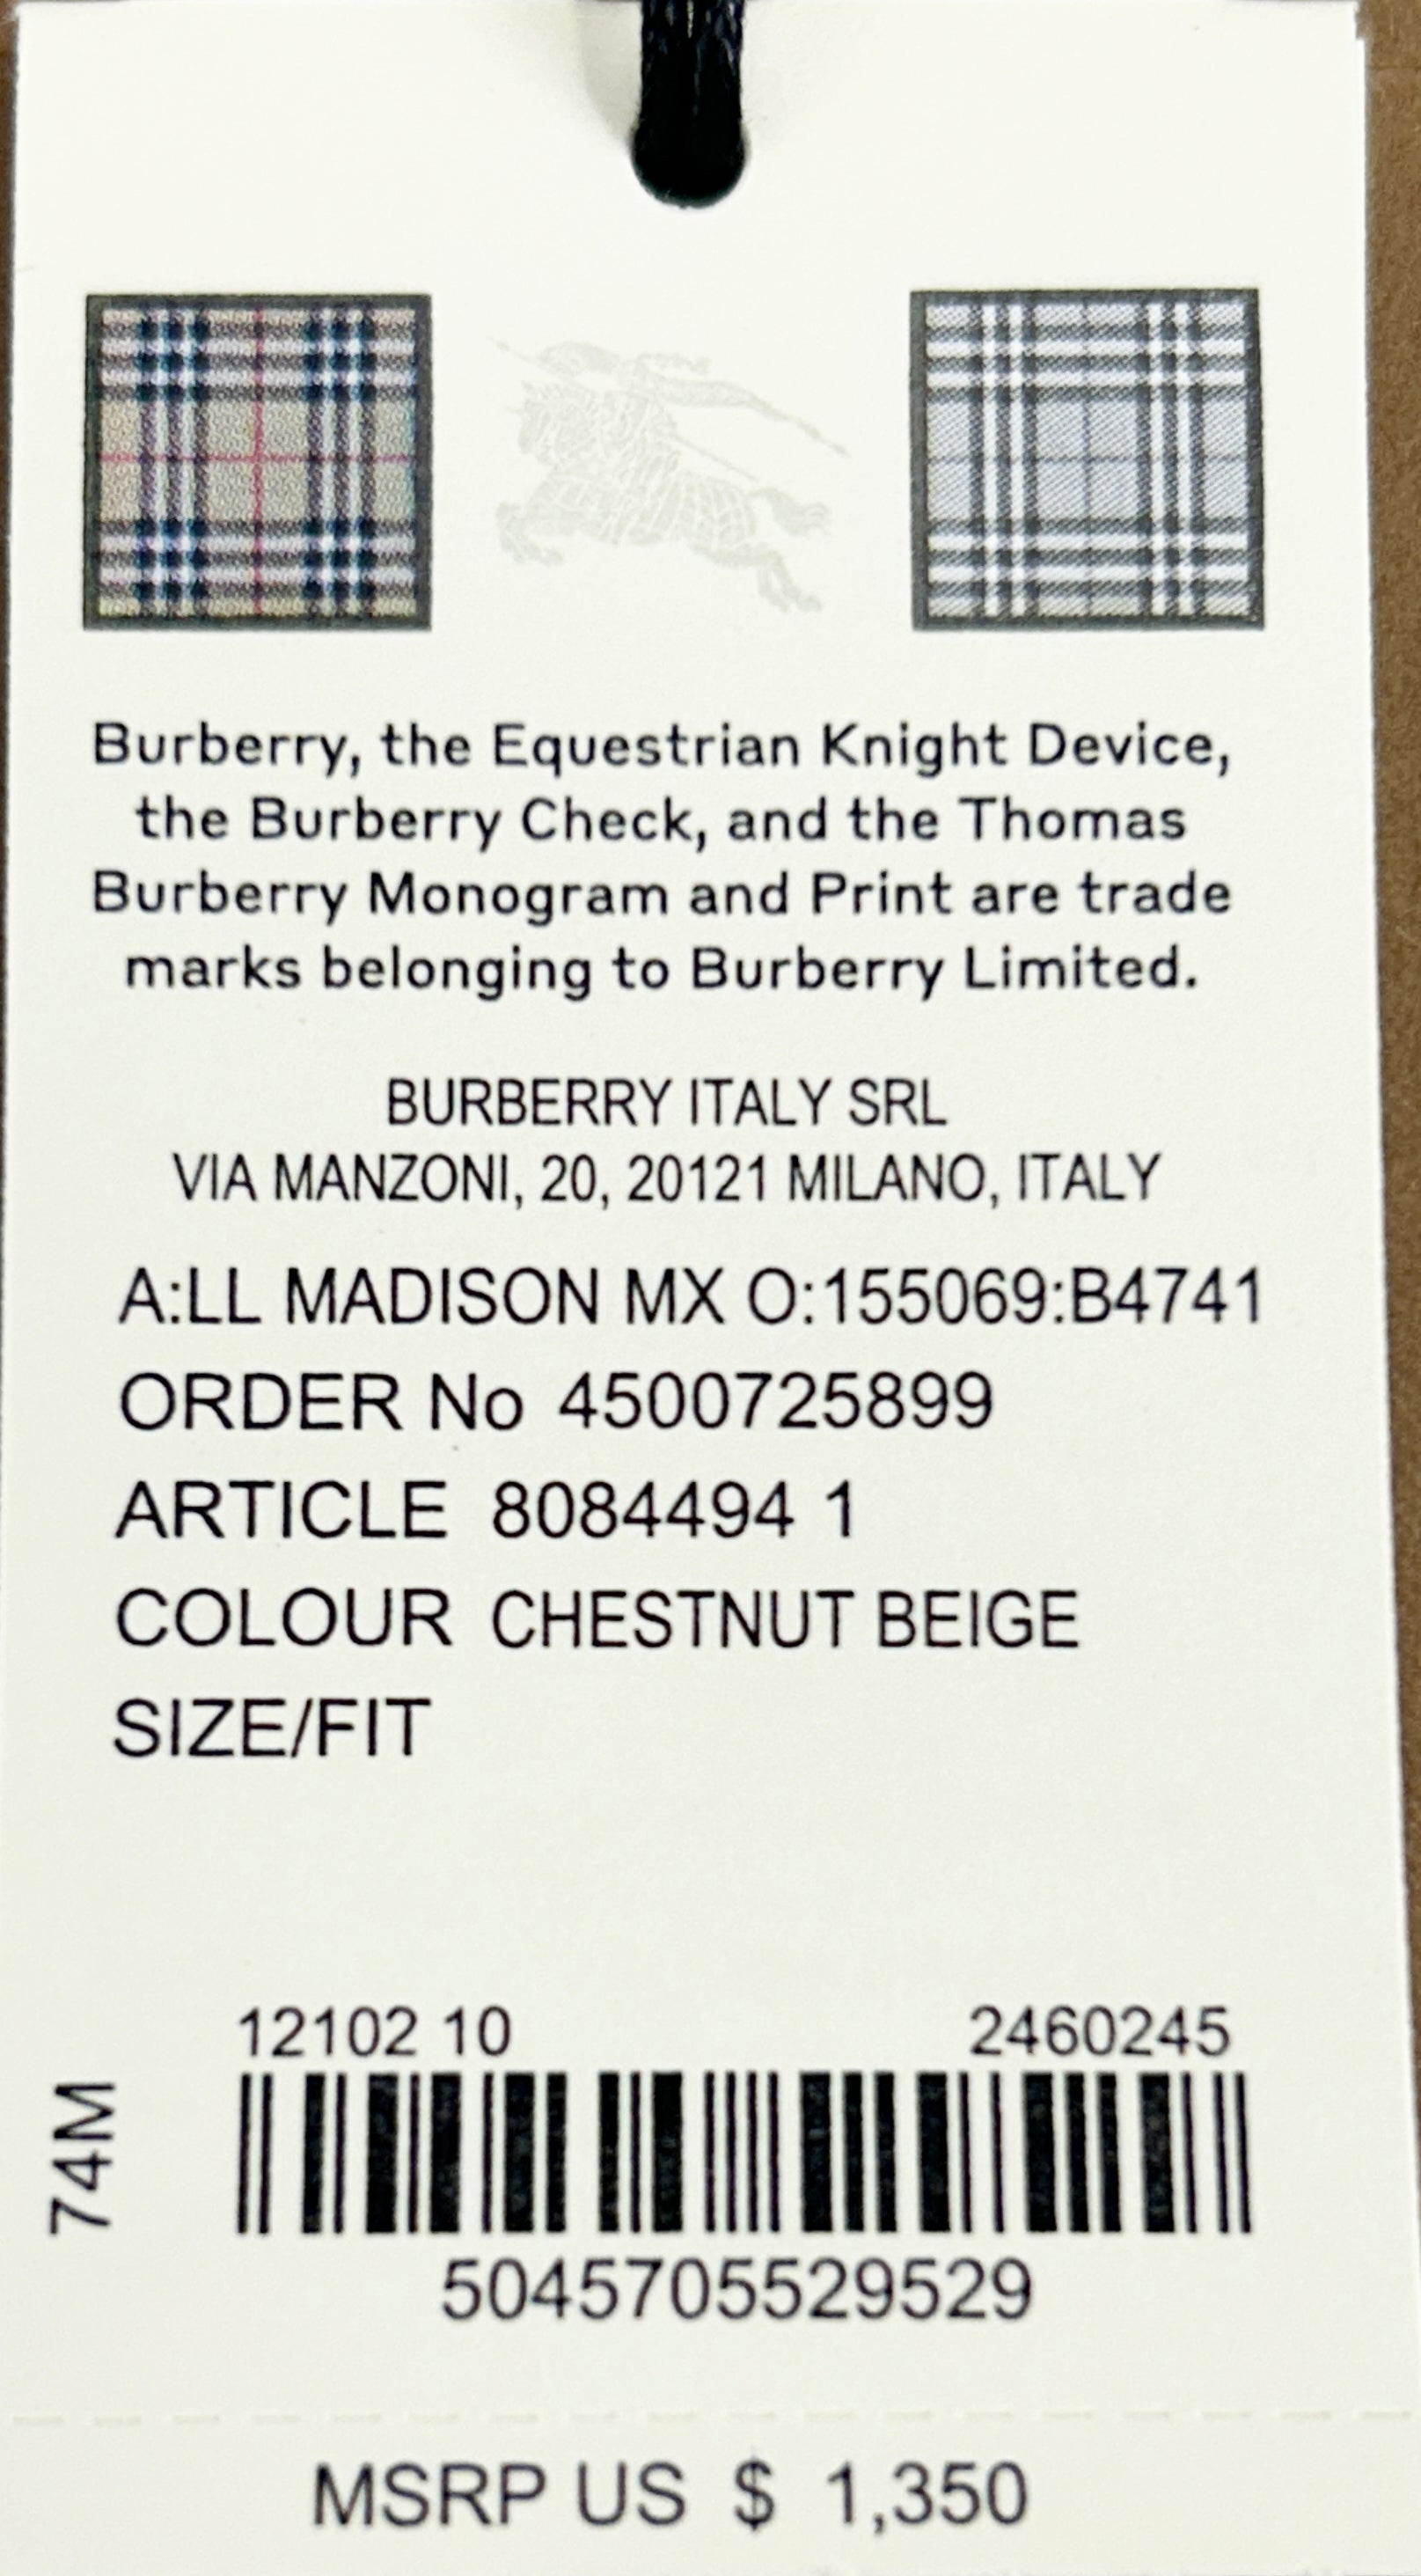 Burberry, the Equestrian Knight Device,
the Burberry Check, and the Thomas
Burberry Monogram and Print are trade
marks belonging to Burberry Limited.
BURBERRY ITALY SRL
VIA MANZONI, 20, 20121 MILANO, ITALY
A:LL MADISON MX O:155069:B4741
ORDER No 4500725899
ARTICLE 8084494 1
COLOUR CHESTNUT BEIGE
SIZE/FIT
12102 10 2460245
74M
5045705529529
MSRP US $ 1,350